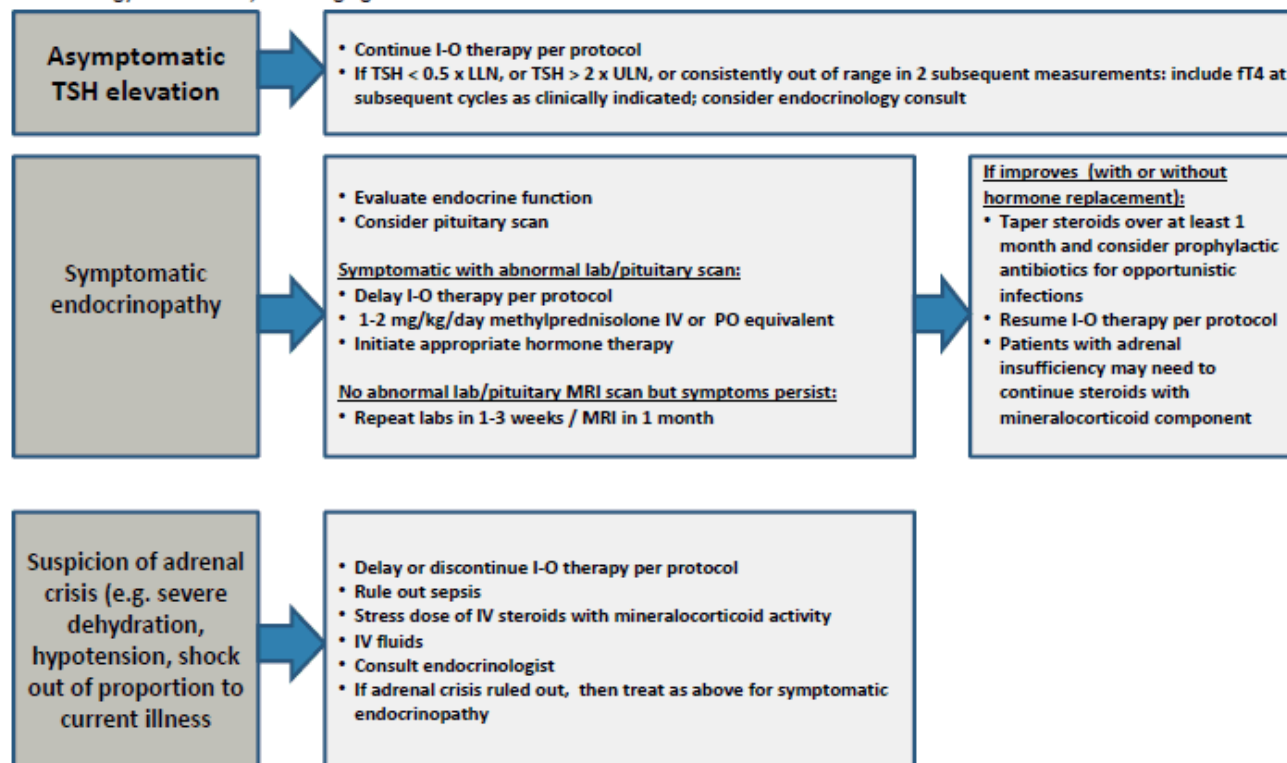 Asymptomatic
TSH elevation
• Continue I-O therapy per protocol
• If TSH < 0.5 x LLN, or TSH > 2 x ULN, or consistently out of range in 2 subsequent measurements: include fT4 at
subsequent cycles as clinically indicated; consider endocrinology consult
Symptomatic
endocrinopathy
• Evaluate endocrine function
• Consider pituitary scan
Symptomatic with abnormal lab/pituitary scan:
• Delay I-O therapy per protocol
• 1-2 mg/kg/day methylprednisolone IV or PO equivalent
• Initiate appropriate hormone therapy
No abnormal lab/pituitary MRI scan but symptoms persist:
• Repeat labs in 1-3 weeks / MRI in 1 month
If improves (with or without
hormone replacement):
• Taper steroids over at least 1
month and consider prophylactic
antibiotics for opportunistic
infections
• Resume I-O therapy per protocol
• Patients with adrenal
insufficiency may need to
continue steroids with
mineralocorticoid component
Suspicion of adrenal
crisis (e.g. severe
dehydration,
hypotension, shock
out of proportion to
current illness
• Delay or discontinue I-O therapy per protocol
• Rule out sepsis
• Stress dose of IV steroids with mineralocorticoid activity
• IV fluids
• Consult endocrinologist
• If adrenal crisis ruled out, then treat as above for symptomatic
endocrinopathy